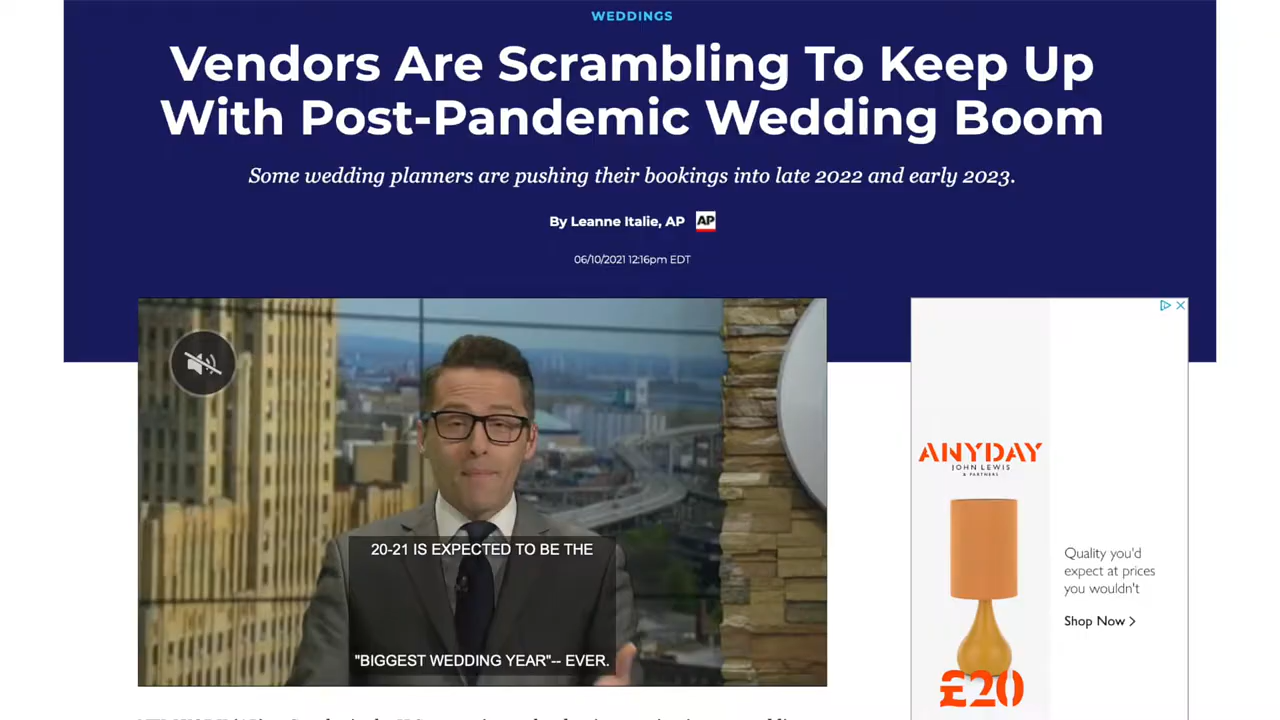 WEDDINGS
Vendors Are Scrambling To Keep Up
With Post-Pandemic Wedding Boom
Some wedding planners are pushing their bookings into late 2022 and early 2023.
By Leanne Italie, AP AP
06/10/2021 12:16pm EDT
20-21 IS EXPECTED TO BE THE
"BIGGEST WEDDING YEAR"-- EVER.
ANYDAY
JOHN LEWIS
& PARTNERS
Quality you'd
expect at prices
you wouldn't
Shop Now >
£20